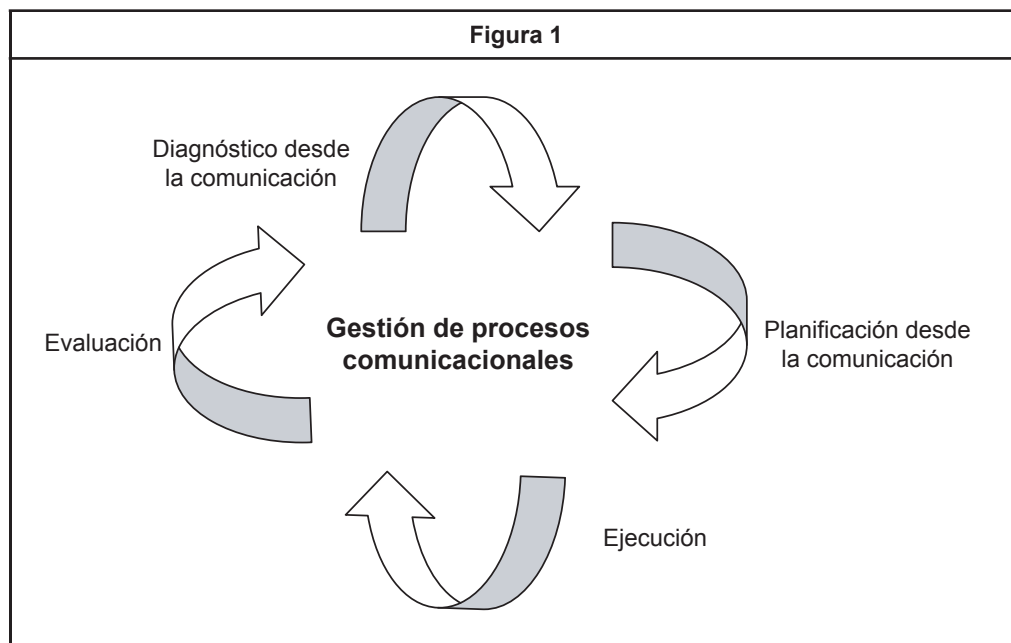 Figura 1
Diagnóstico desde
la comunicación
Planificación desde
la comunicación
Gestión de procesos
comunicacionales
Evaluación
Ejecución